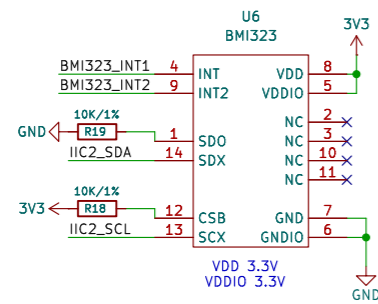 U6
BMI323
3V3
BMI323_INT1 4 INT VDD 8
BMI323_INT2 9 INT2 VDDIO 5
10K/1% NC 2
GND R19 1 SDO NC 3
IIC2_SDA 14 SDX NC 10
NC 11
10K/1%
3V3 R18 12 CSB GND 7
IIC2_SCL 13 SCX GNDIO 6
VDD 3.3V
VDDIO 3.3V
GND